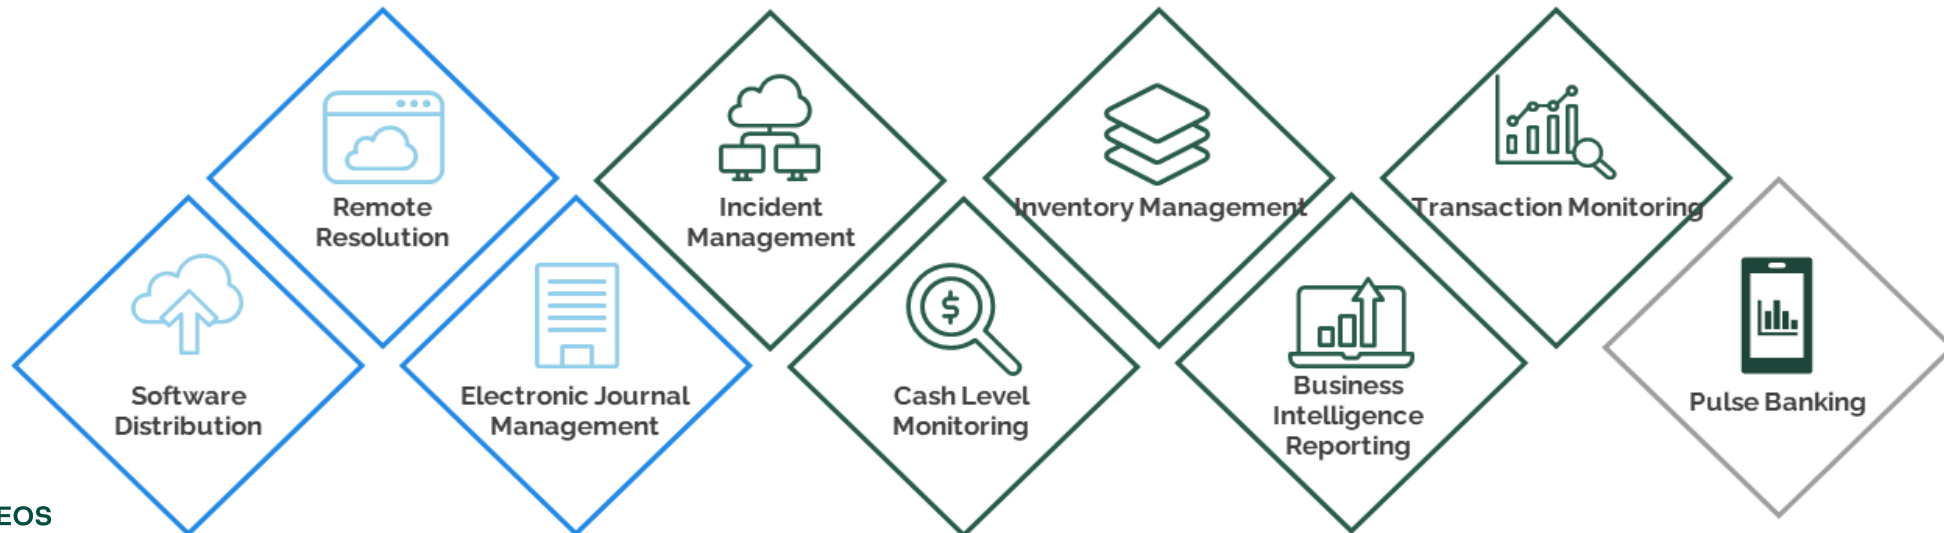 Remote
Resolution
Incident
Management
Inventory Management
Transaction Monitoring
Software
Distribution
Electronic Journal
Management
Cash Level
Monitoring
Business
Intelligence
Reporting
Pulse Banking
$
EOS